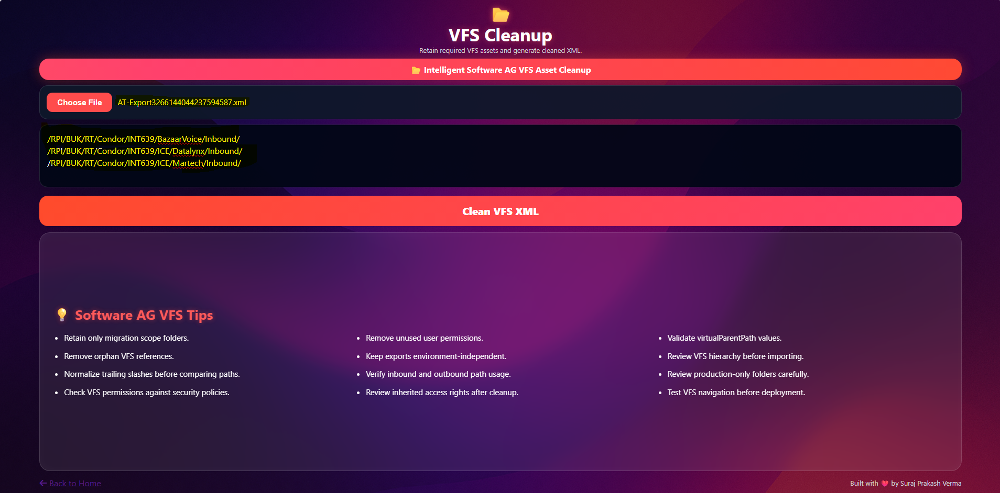 VFS Cleanup
Retain required VFS assets and generate cleaned XML.
Intelligent Software AG VFS Asset Cleanup
Choose File AT-Export3266144044237594587.xml
/RPI/BUK/RT/Condor/INT639/BazaarVoice/Inbound/
/RPI/BUK/RT/Condor/INT639/ICE/Datalynx/Inbound/
/RPI/BUK/RT/Condor/INT639/ICE/Martech/Inbound/
Clean VFS XML
Software AG VFS Tips
Retain only migration scope folders.
Remove orphan VFS references.
Normalize trailing slashes before comparing paths.
Check VFS permissions against security policies.
Remove unused user permissions.
Keep exports environment-independent.
Verify inbound and outbound path usage.
Review inherited access rights after cleanup.
Validate virtualParentPath values.
Review VFS hierarchy before importing.
Review production-only folders carefully.
Test VFS navigation before deployment.
Back to Home
Built with ❤️ by Suraj Prakash Verma